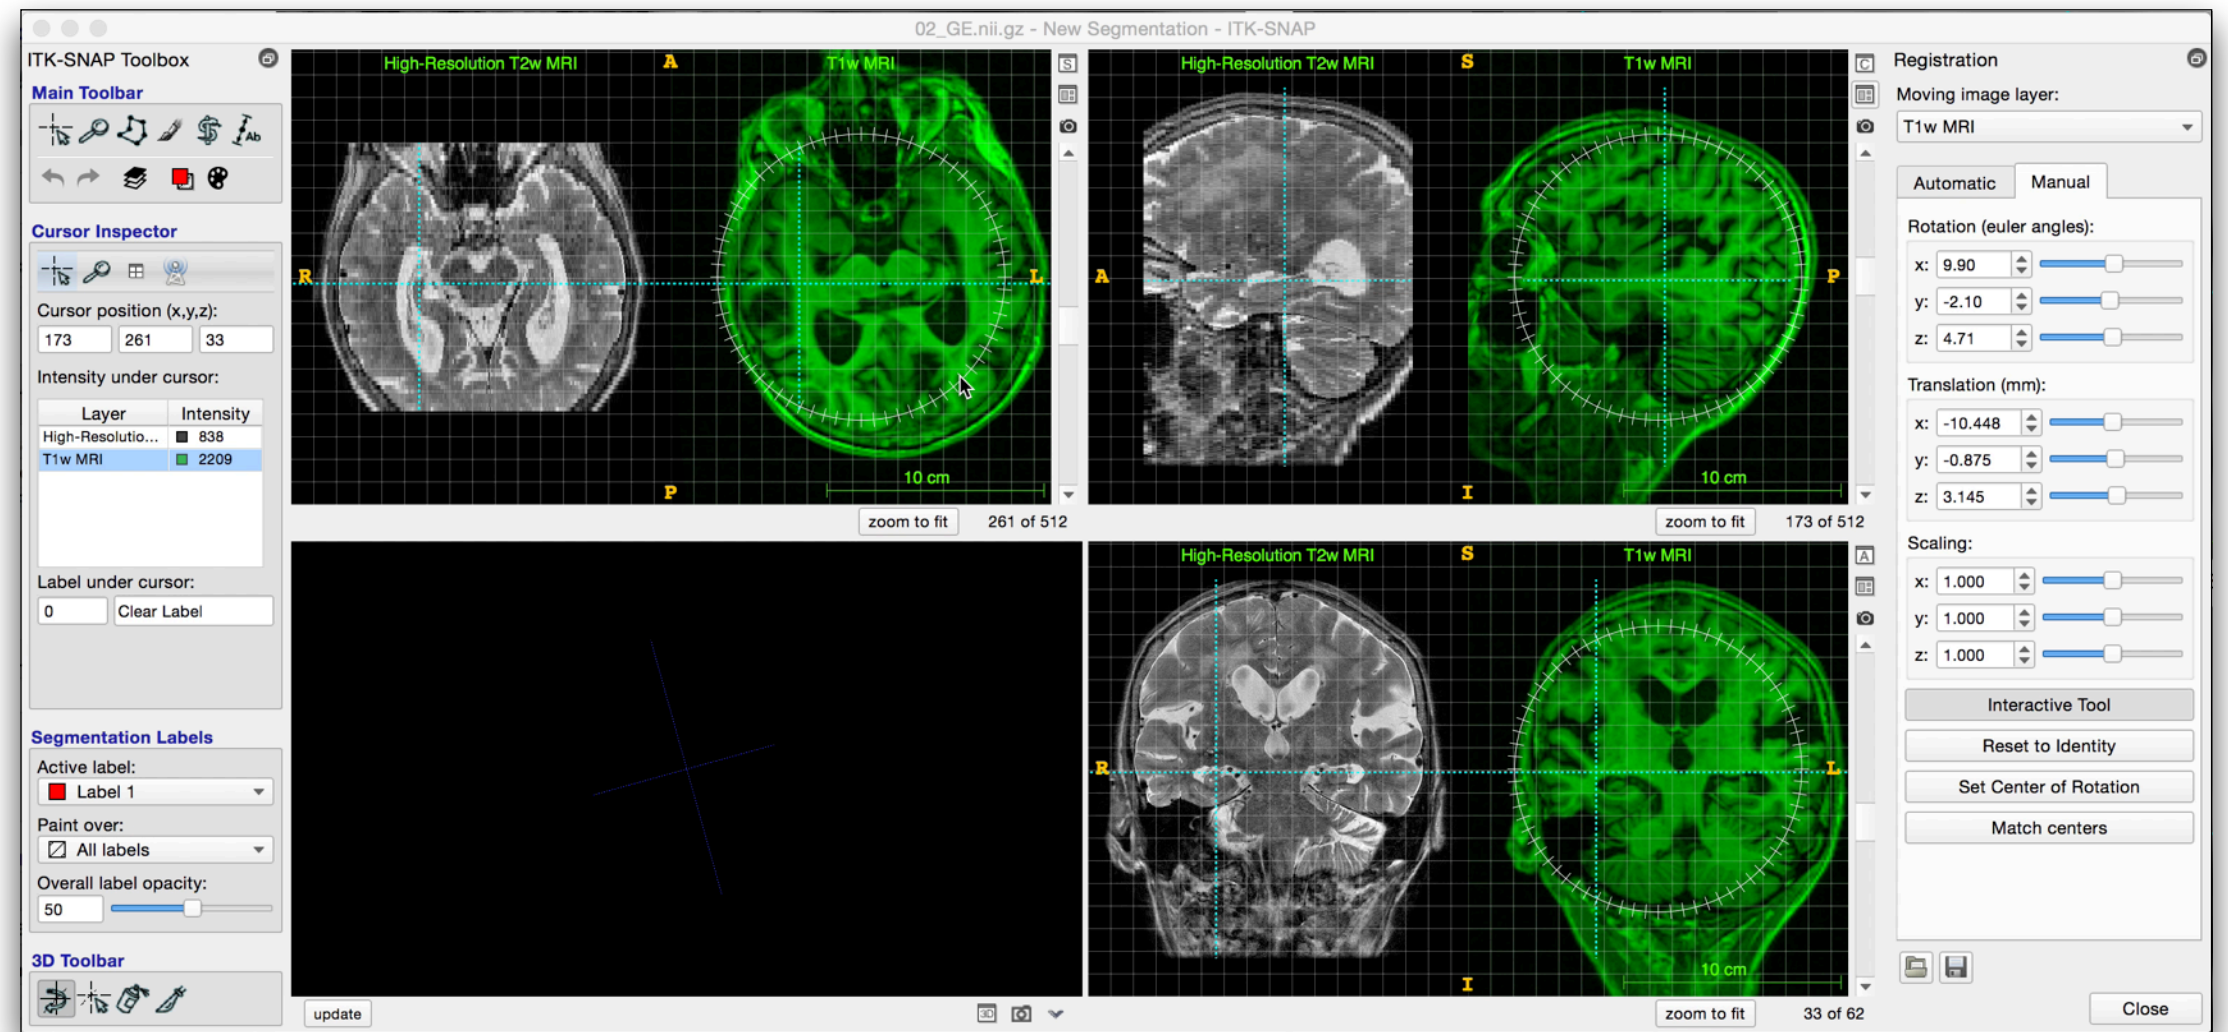 02_GE.nii.gz - New Segmentation - ITK-SNAP
ITK-SNAP Toolbox
Main Toolbar
Ab
Cursor Inspector
Cursor position (x,y,z):
173 261 33
Intensity under cursor:
Layer Intensity
High-Resolutio... 838
T1w MRI 2209
Label under cursor:
0 Clear Label
Segmentation Labels
Active label:
Label 1
Paint over:
All labels
Overall label opacity:
50
3D Toolbar
High-Resolution T2w MRI A T1w MRI
S
R L
10 cm
P
zoom to fit 261 of 512
High-Resolution T2w MRI S T1w MRI
C
A P
10 cm
I
zoom to fit 173 of 512
update
3D
High-Resolution T2w MRI S T1w MRI
A
R L
10 cm
I
zoom to fit 33 of 62
Registration
Moving image layer:
T1w MRI
Automatic Manual
Rotation (euler angles):
x: 9.90
y: -2.10
z: 4.71
Translation (mm):
x: -10.448
y: -0.875
z: 3.145
Scaling:
x: 1.000
y: 1.000
z: 1.000
Interactive Tool
Reset to Identity
Set Center of Rotation
Match centers
Close